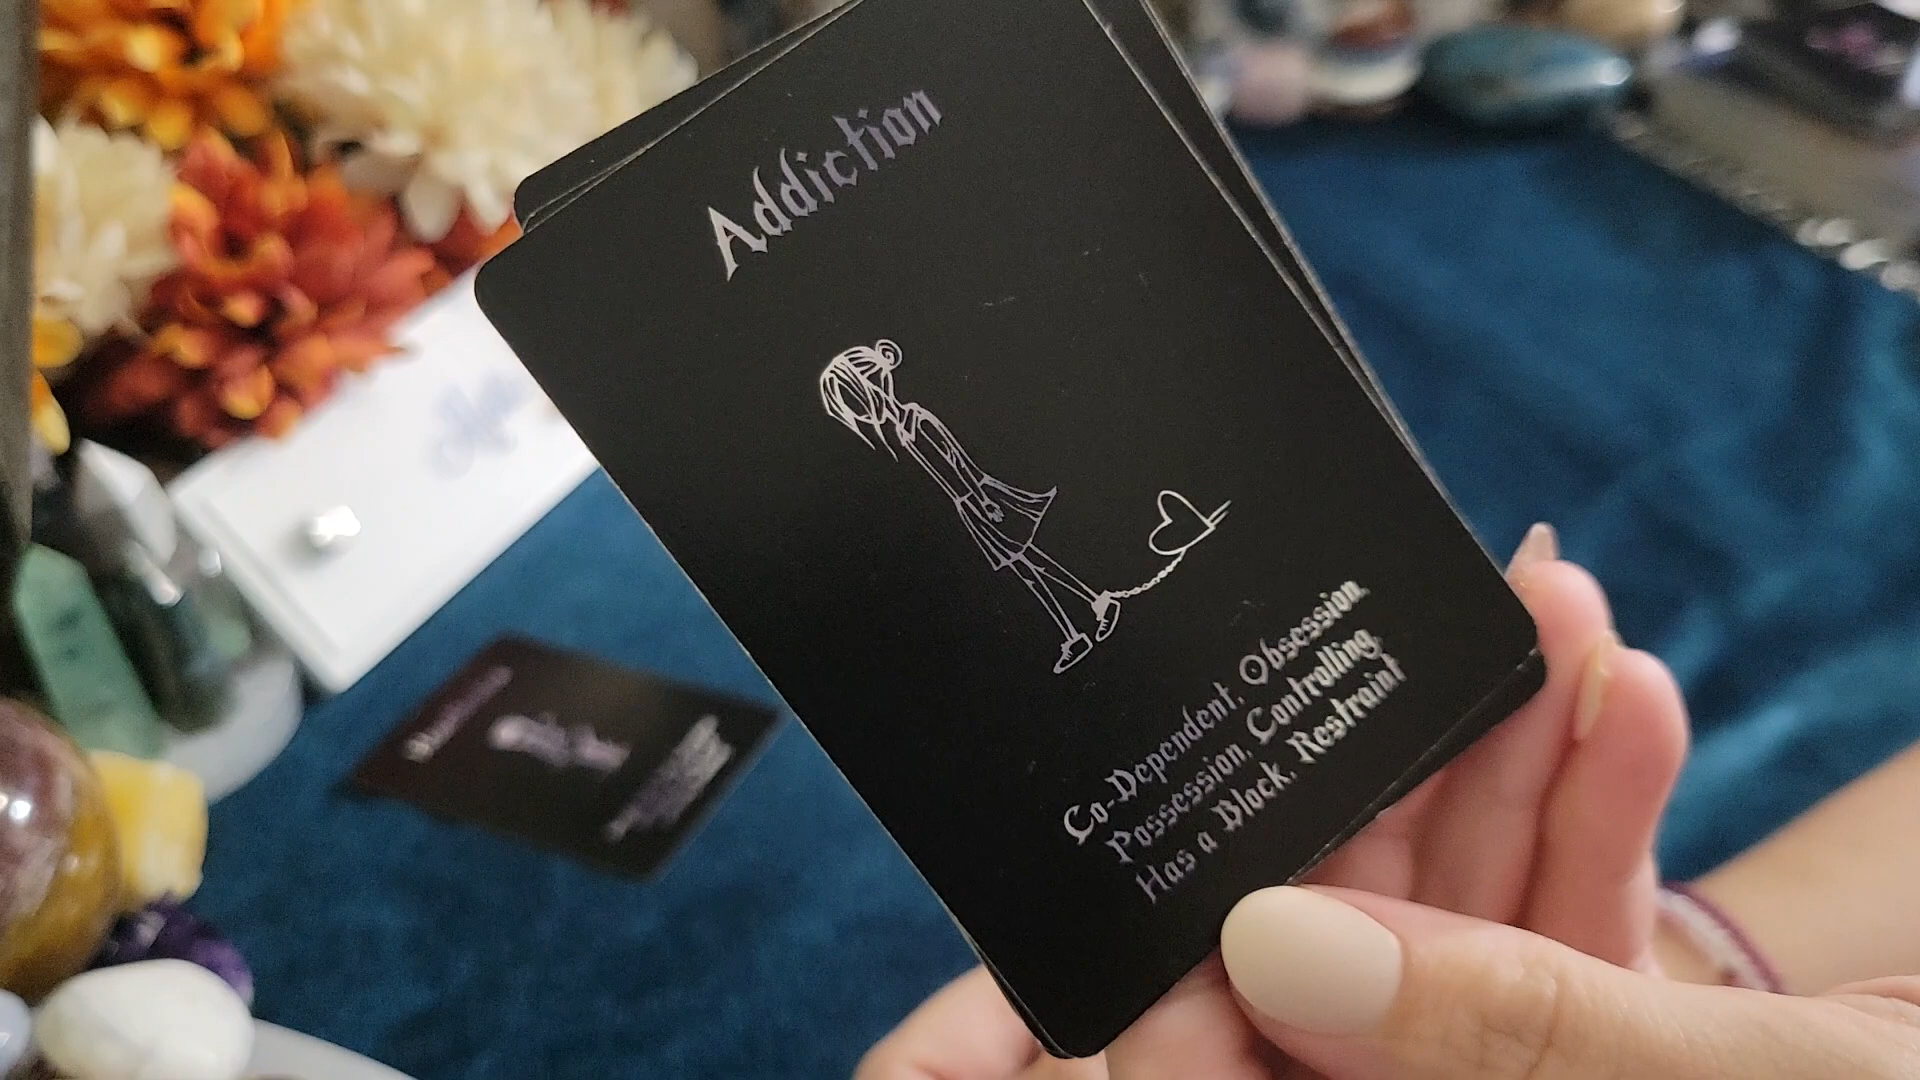 Addiction
Co-Dependent, Obsession,
Possession, Controlling,
Has a Block, Restraint